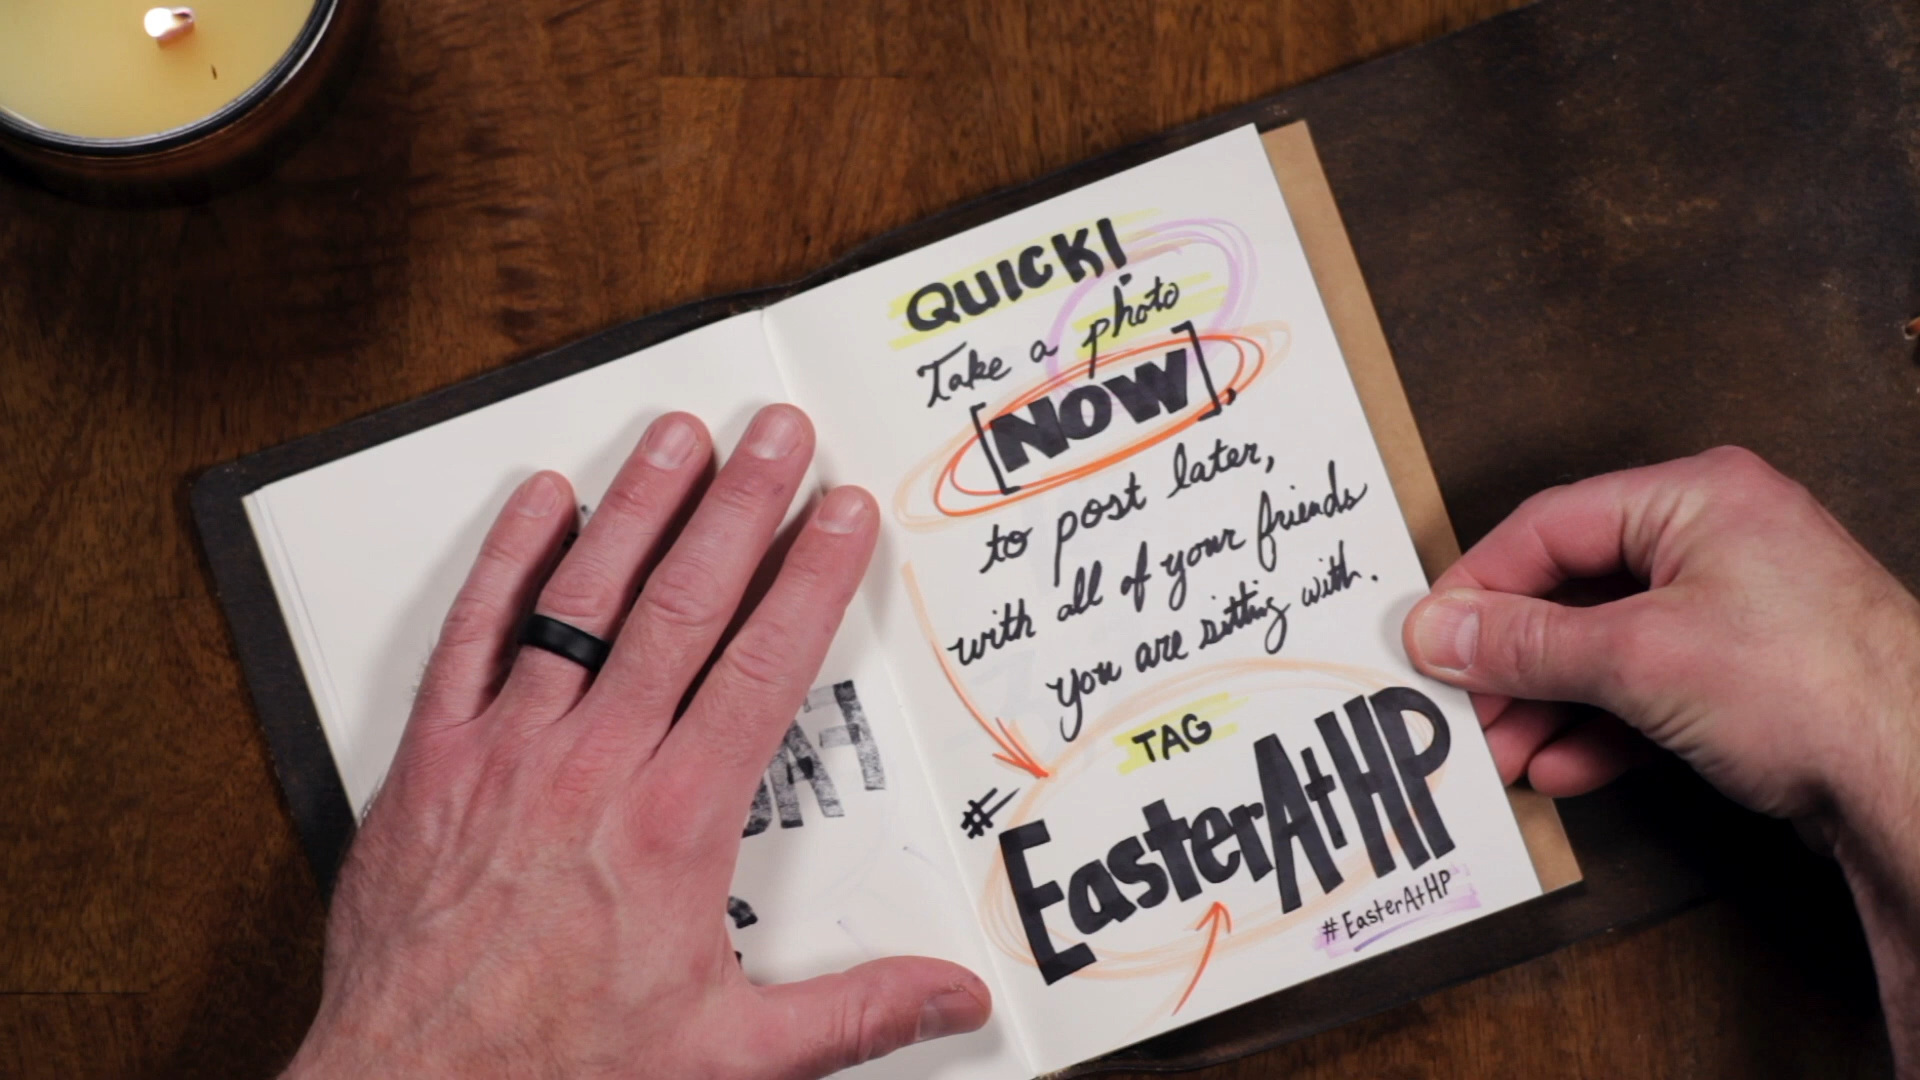 QUICK!
Take a photo
[NOW],
to post later,
with all of your friends
you are sitting with.
TAG
#EasterAtHP
#EasterAtHP